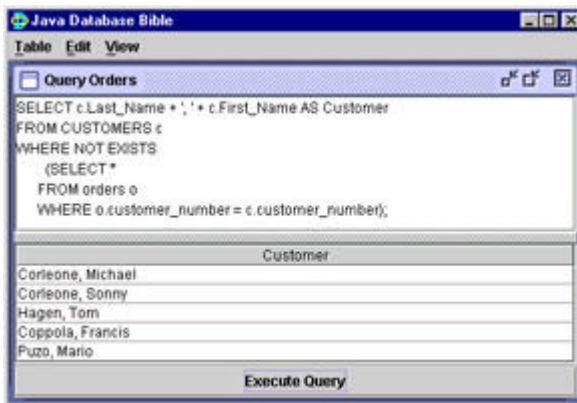 Java Database Bible
Table Edit View
Query Orders
SELECT c.Last_Name + ', ' + c.First_Name AS Customer
FROM CUSTOMERS c
WHERE NOT EXISTS
(SELECT *
FROM orders o
WHERE o.customer_number = c.customer_number);
Customer
Corleone, Michael
Corleone, Sonny
Hagen, Tom
Coppola, Francis
Puzo, Mario
Execute Query